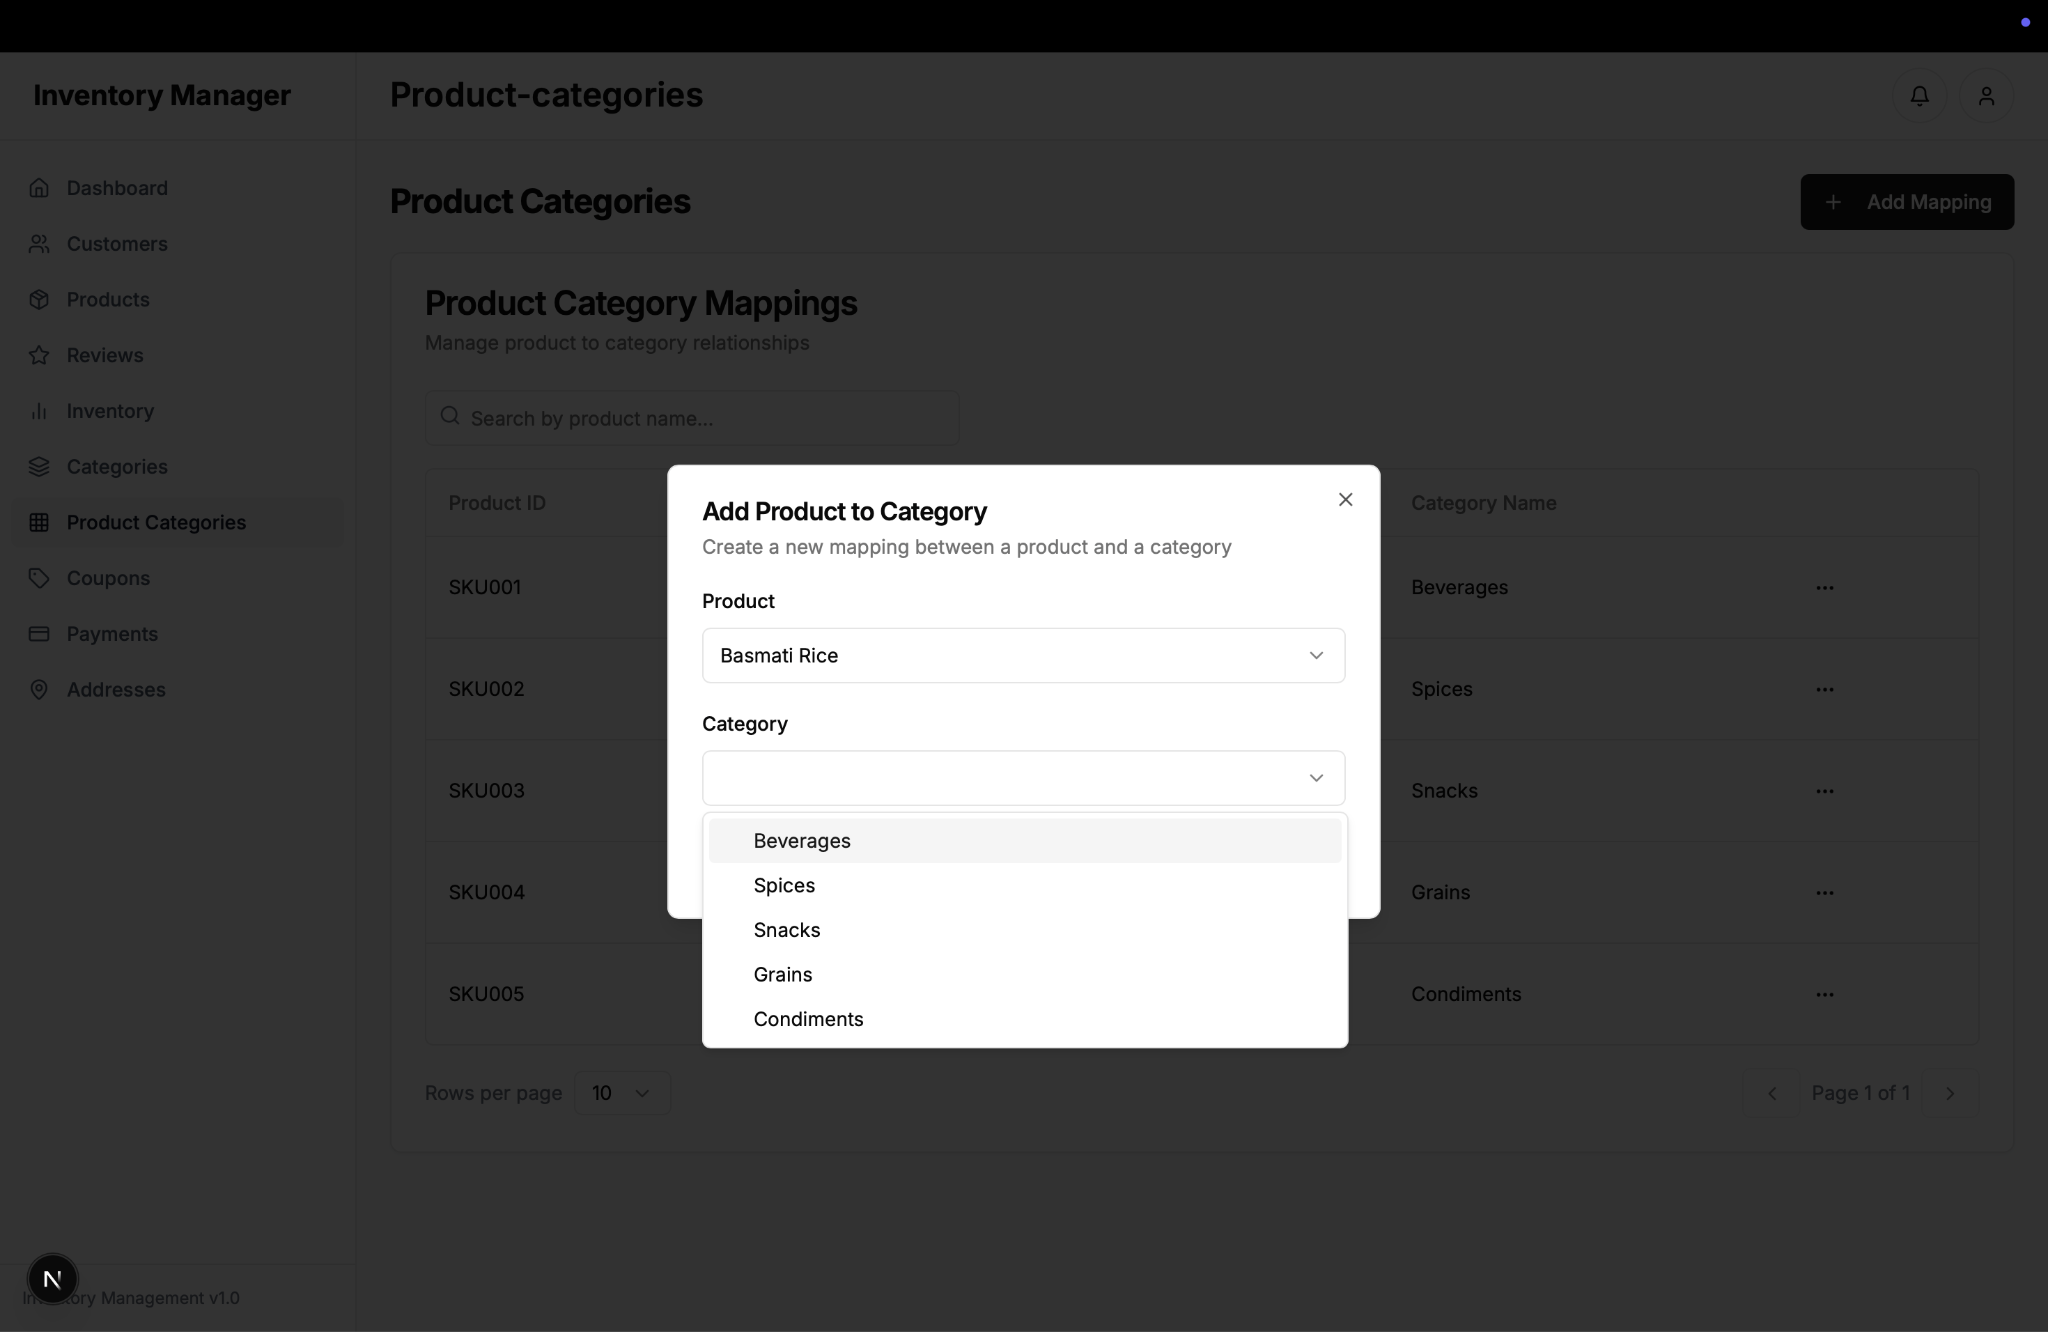 Inventory Manager
Product-categories
Dashboard
Customers
Products
Reviews
Inventory
Categories
Product Categories
Coupons
Payments
Addresses
Product Categories
Add Mapping
Product Category Mappings
Manage product to category relationships
Search by product name...
Product ID
Category Name
SKU001
Beverages
SKU002
Spices
SKU003
Snacks
SKU004
Grains
SKU005
Condiments
Rows per page
10
Page 1 of 1
Add Product to Category
Create a new mapping between a product and a category
Product
Basmati Rice
Category
Beverages
Spices
Snacks
Grains
Condiments
N
Management v1.0